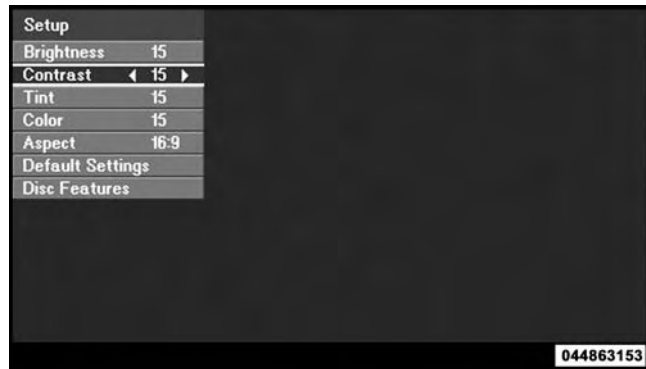 Setup
Brightness 15
Contrast 15
Tint 15
Color 15
Aspect 16:9
Default Settings
Disc Features
044863153